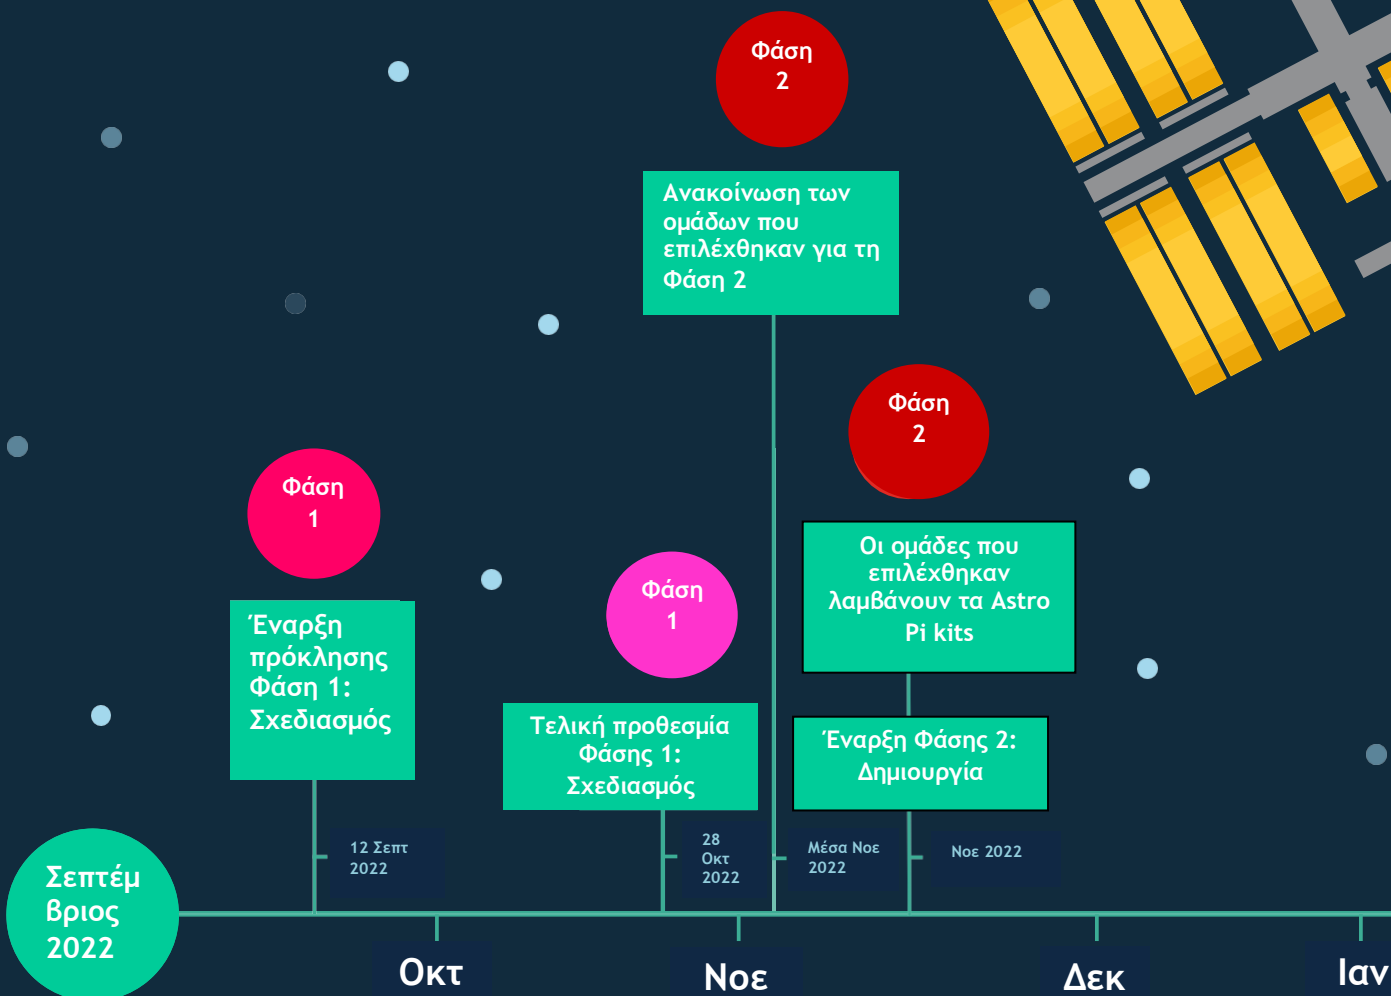 Φάση
2
Ανακοίνωση των
ομάδων που
επιλέχθηκαν για τη
Φάση 2
Φάση
2
Οι ομάδες που
επιλέχθηκαν
λαμβάνουν τα Astro
Pi kits
Φάση
1
Έναρξη
πρόκλησης
Φάση 1:
Σχεδιασμός
Φάση
1
Τελική προθεσμία
Φάσης 1:
Σχεδιασμός
Έναρξη Φάσης 2:
Δημιουργία
12 Σεπτ
2022
28
Οκτ
2022
Μέσα Νοε
2022
Νοε 2022
Σεπτέμ
βριος
2022
Οκτ
Νοε
Δεκ
Ιαν